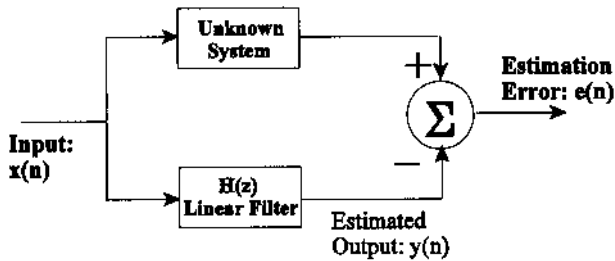 Unknown
System
+
Estimation
Error: e(n)
Σ
Input:
x(n)
−
H(z)
Linear Filter
Estimated
Output: y(n)